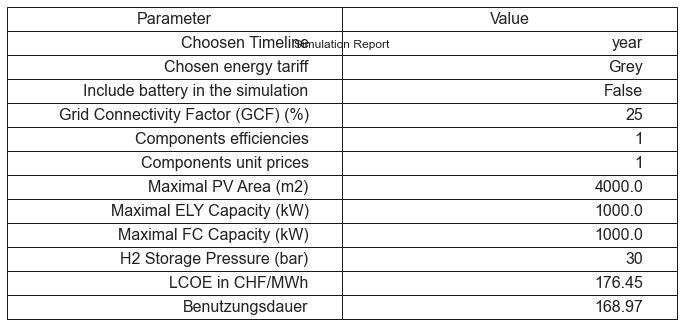 Parameter Value
Choosen Timeline year
Simulation Report
Chosen energy tariff Grey
Include battery in the simulation False
Grid Connectivity Factor (GCF) (%) 25
Components efficiencies 1
Components unit prices 1
Maximal PV Area (m2) 4000.0
Maximal ELY Capacity (kW) 1000.0
Maximal FC Capacity (kW) 1000.0
H2 Storage Pressure (bar) 30
LCOE in CHF/MWh 176.45
Benutzungsdauer 168.97